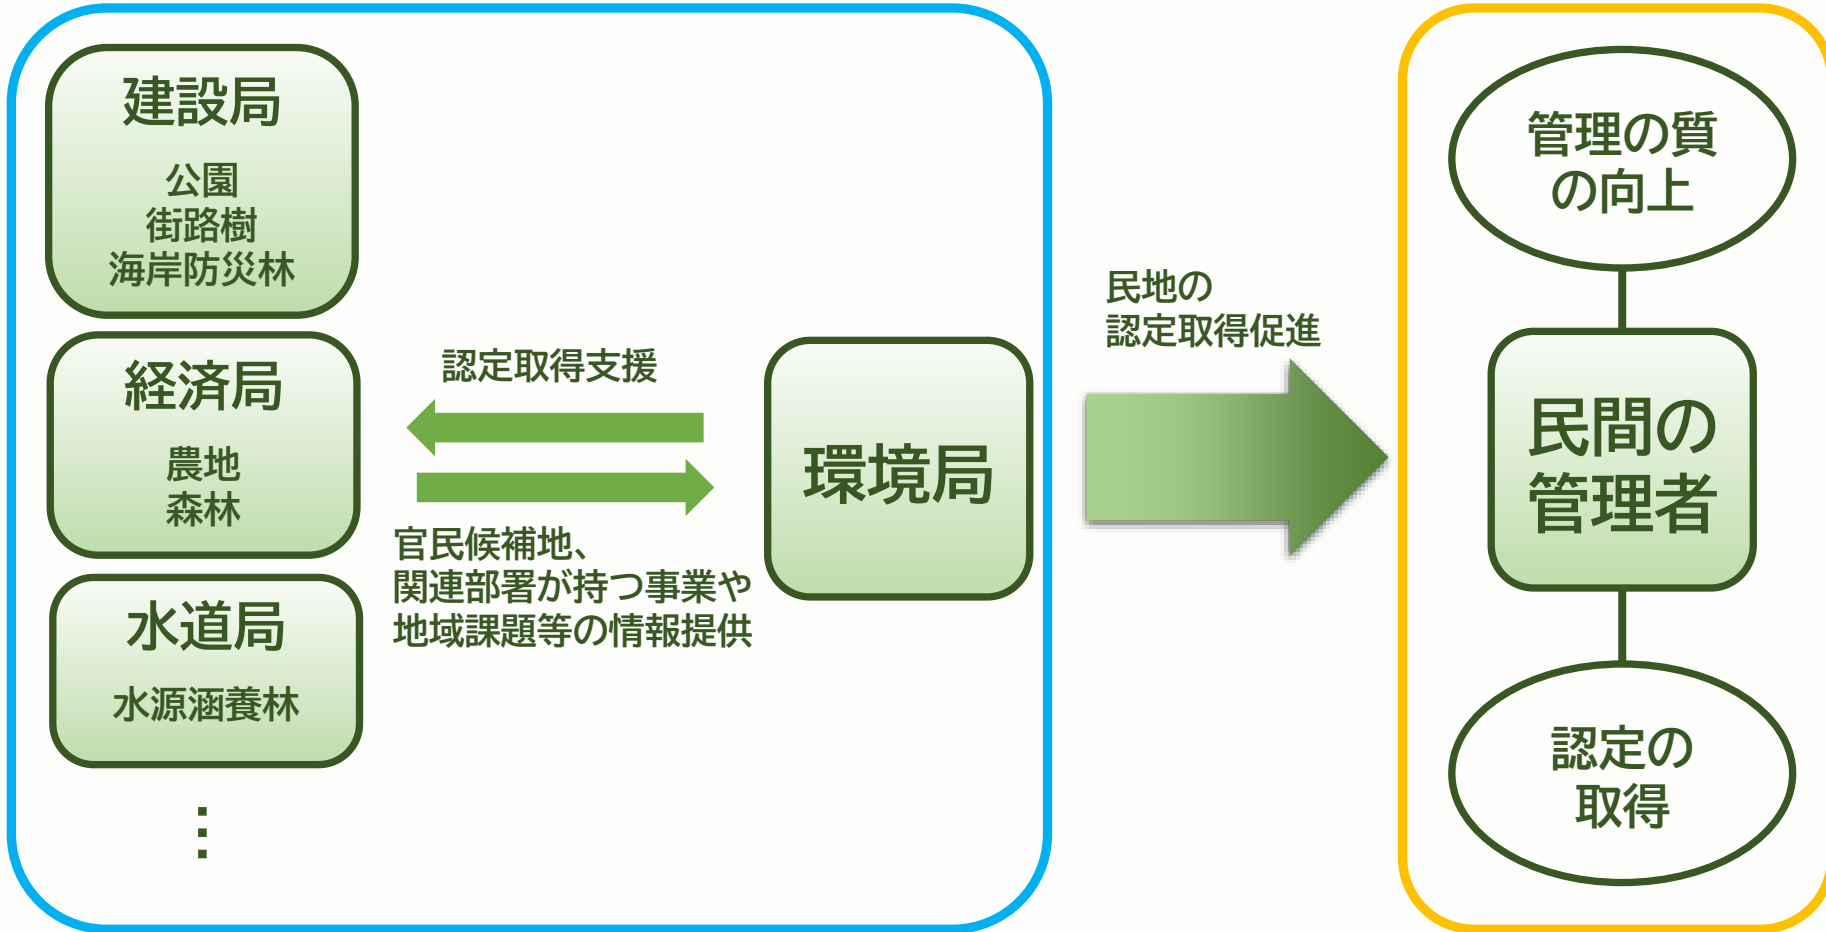 建設局
公園
街路樹
海岸防災林
経済局
農地
森林
水道局
水源涵養林
⋮
認定取得支援
官民候補地、
関連部署が持つ事業や
地域課題等の情報提供
環境局
民地の
認定取得促進
管理の質
の向上
民間の
管理者
認定の
取得